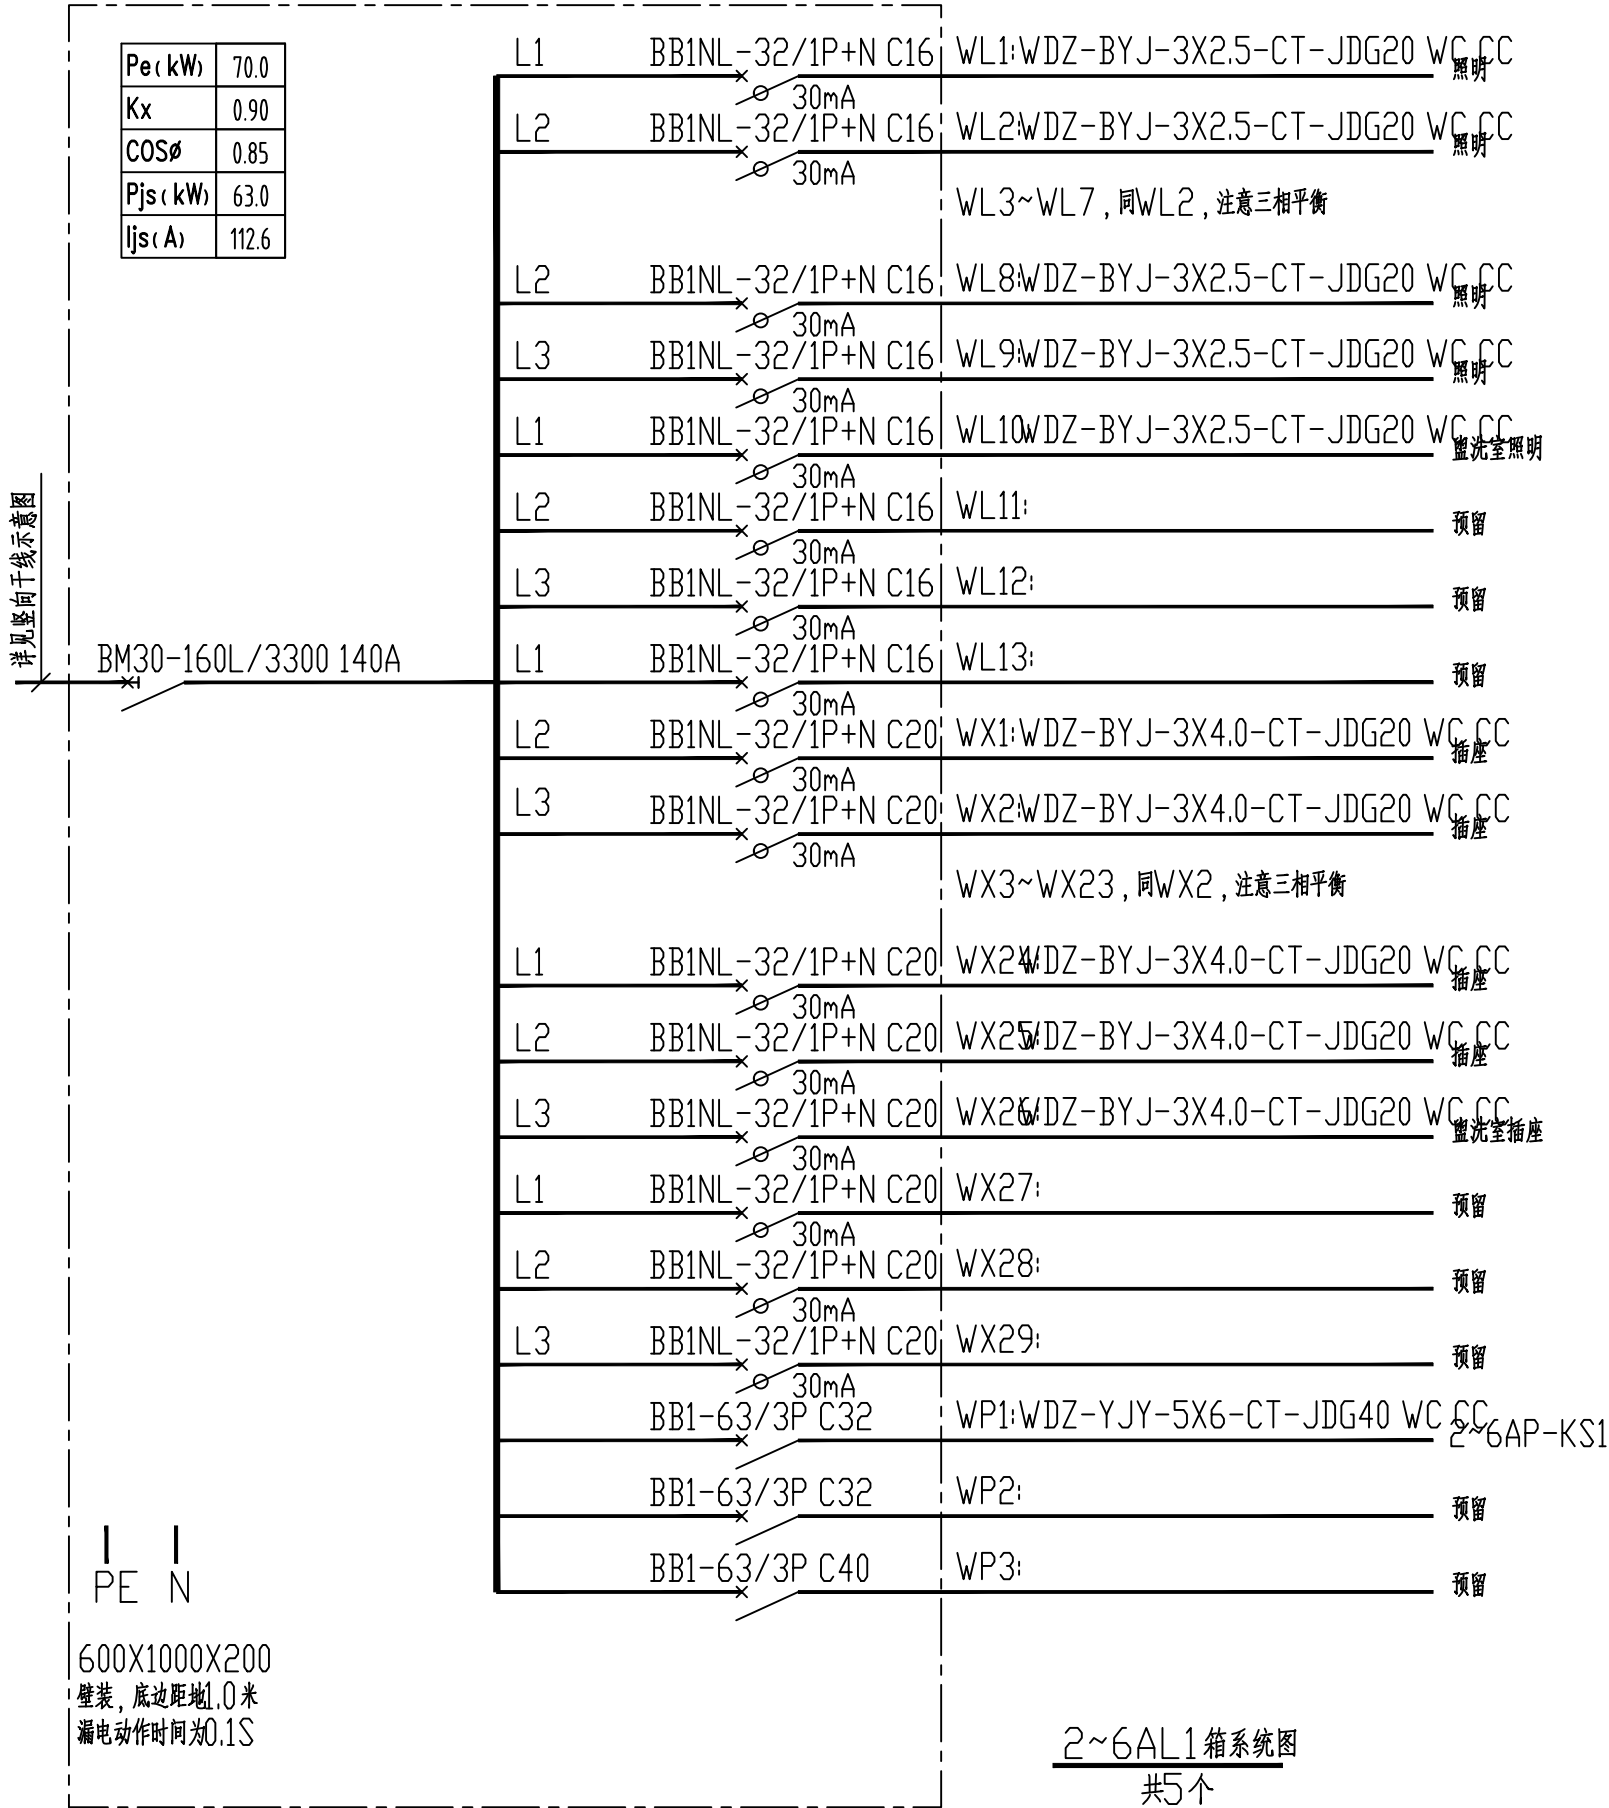 Pe(kW) 70.0
Kx 0.90
COSø 0.85
Pjs(kW) 63.0
Ijs(A) 112.6
详见竖向干线示意图
BM30-160L/3300 140A
L1 BB1NL-32/1P+N C16 WL1:WDZ-BYJ-3X2.5-CT-JDG20 WC CC 照明
30mA
L2 BB1NL-32/1P+N C16 WL2:WDZ-BYJ-3X2.5-CT-JDG20 WC CC 照明
30mA
WL3~WL7,同WL2,注意三相平衡
L2 BB1NL-32/1P+N C16 WL8:WDZ-BYJ-3X2.5-CT-JDG20 WC CC 照明
30mA
L3 BB1NL-32/1P+N C16 WL9:WDZ-BYJ-3X2.5-CT-JDG20 WC CC 照明
30mA
L1 BB1NL-32/1P+N C16 WL10:WDZ-BYJ-3X2.5-CT-JDG20 WC CC 盥洗室照明
30mA
L2 BB1NL-32/1P+N C16 WL11: 预留
30mA
L3 BB1NL-32/1P+N C16 WL12: 预留
30mA
L1 BB1NL-32/1P+N C16 WL13: 预留
30mA
L2 BB1NL-32/1P+N C20 WX1:WDZ-BYJ-3X4.0-CT-JDG20 WC CC 插座
30mA
L3 BB1NL-32/1P+N C20 WX2:WDZ-BYJ-3X4.0-CT-JDG20 WC CC 插座
30mA
WX3~WX23,同WX2,注意三相平衡
L1 BB1NL-32/1P+N C20 WX24:WDZ-BYJ-3X4.0-CT-JDG20 WC CC 插座
30mA
L2 BB1NL-32/1P+N C20 WX25:WDZ-BYJ-3X4.0-CT-JDG20 WC CC 插座
30mA
L3 BB1NL-32/1P+N C20 WX26:WDZ-BYJ-3X4.0-CT-JDG20 WC CC 盥洗室插座
30mA
L1 BB1NL-32/1P+N C20 WX27: 预留
30mA
L2 BB1NL-32/1P+N C20 WX28: 预留
30mA
L3 BB1NL-32/1P+N C20 WX29: 预留
30mA
BB1-63/3P C32 WP1:WDZ-YJY-5X6-CT-JDG40 WC CC 2~6AP-KS1
BB1-63/3P C32 WP2: 预留
BB1-63/3P C40 WP3: 预留
PE N
600X1000X200
壁装,底边距地1.0米
漏电动作时间为0.1S
2~6AL1箱系统图
共5个